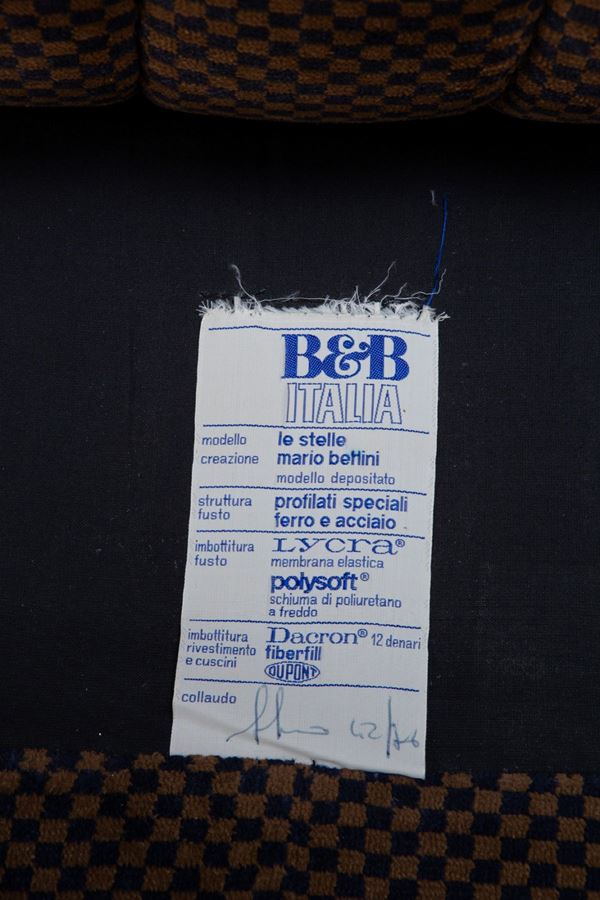 B&B
ITALIA
modello le stelle
creazione mario bellini
modello depositato
struttura profilati speciali
fusto ferro e acciaio
imbottitura Lycra®
fusto membrana elastica
polysoft®
schiuma di poliuretano
a freddo
imbottitura Dacron® 12 denari
rivestimento fiberfill
e cuscini DUPONT
collaudo